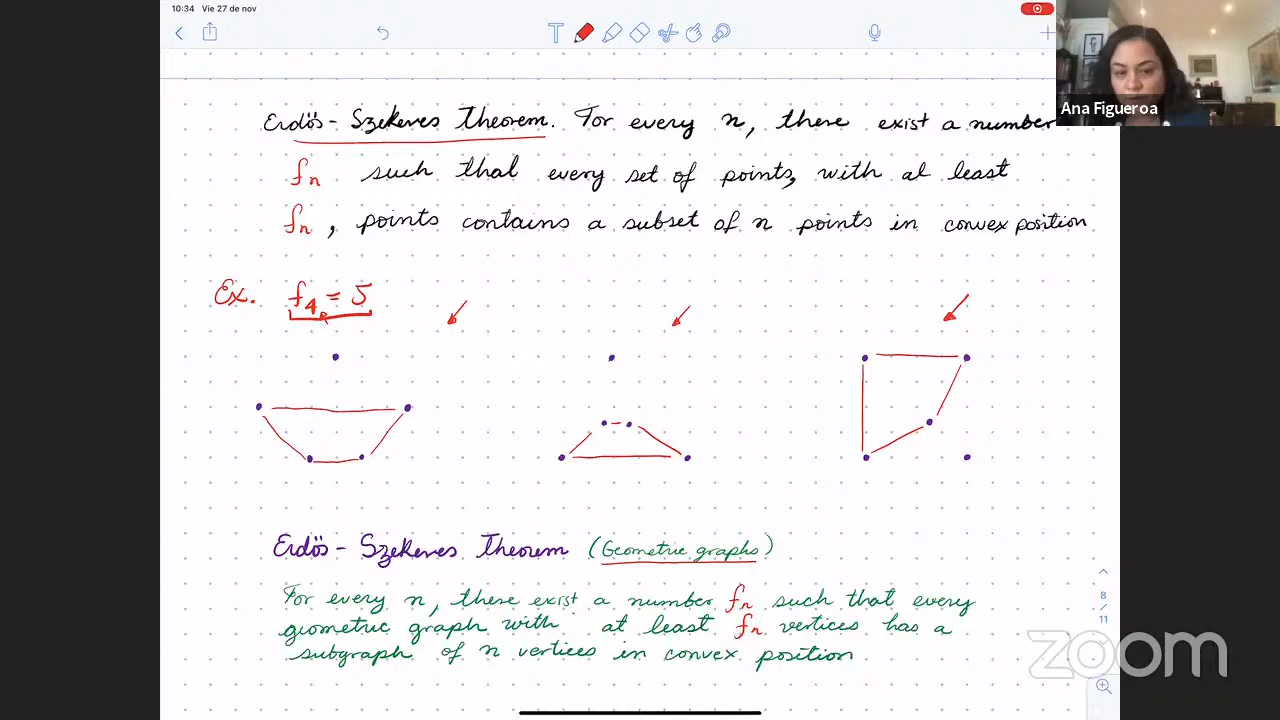 10:34 Vie 27 de nov
Ana Figueroa
Erdös - Szekeres Theorem. For every n, there exist a number
fn such that every set of points, with at least
fn, points contains a subset of n points in convex position
Ex. f4 = 5
Erdös - Szekeres Theorem (Geometric graphs)
For every n, there exist a number fn such that every
geometric graph with at least fn vertices has a
subgraph of n vertices in convex position
8
/
11
zoom